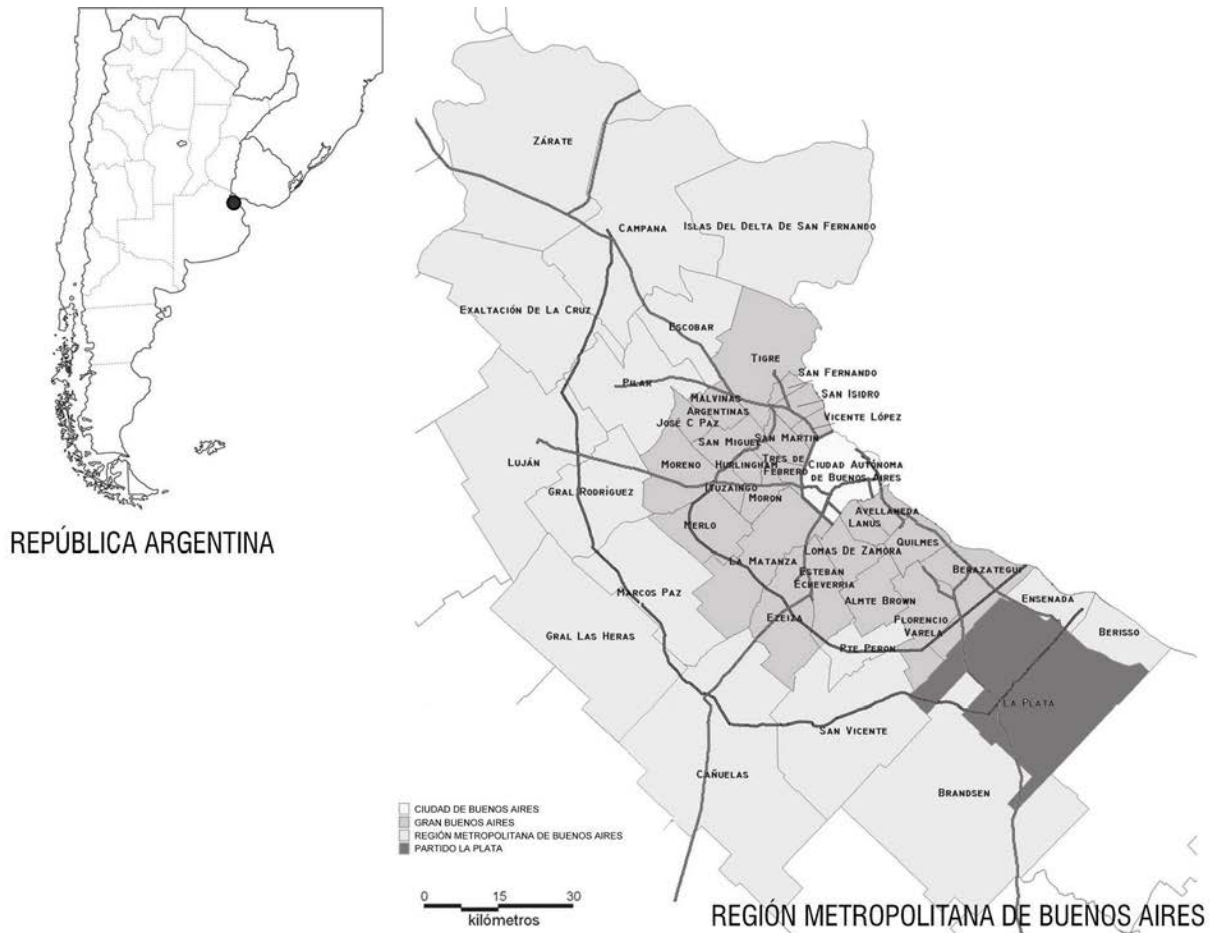 REPÚBLICA ARGENTINA
ZÁRATE
CAMPANA
ISLAS DEL DELTA DE SAN FERNANDO
EXALTACIÓN DE LA CRUZ
ESCOBAR
TIGRE
SAN FERNANDO
PILAR
SAN ISIDRO
MALVINAS
ARGENTINAS
VICENTE LÓPEZ
JOSÉ C PAZ
SAN MIGUEL
SAN MARTIN
LUJÁN
MORENO
HURLINGHAM
TRES DE
FEBRERO
CIUDAD AUTÓNOMA
DE BUENOS AIRES
GRAL RODRÍGUEZ
ITUZAINGO
MORON
AVELLANEDA
LANUS
MERLO
QUILMES
LOMAS DE ZAMORA
LA MATANZA
ESTEBAN
ECHEVERRIA
BERAZATEGUI
MARCOS PAZ
ALMTE BROWN
ENSENADA
EZEIZA
FLORENCIO
VARELA
BERISSO
GRAL LAS HERAS
PTE PERON
LA PLATA
SAN VICENTE
CAÑUELAS
BRANDSEN
CIUDAD DE BUENOS AIRES
GRAN BUENOS AIRES
REGIÓN METROPOLITANA DE BUENOS AIRES
PARTIDO LA PLATA
0 15 30
kilómetros
REGIÓN METROPOLITANA DE BUENOS AIRES